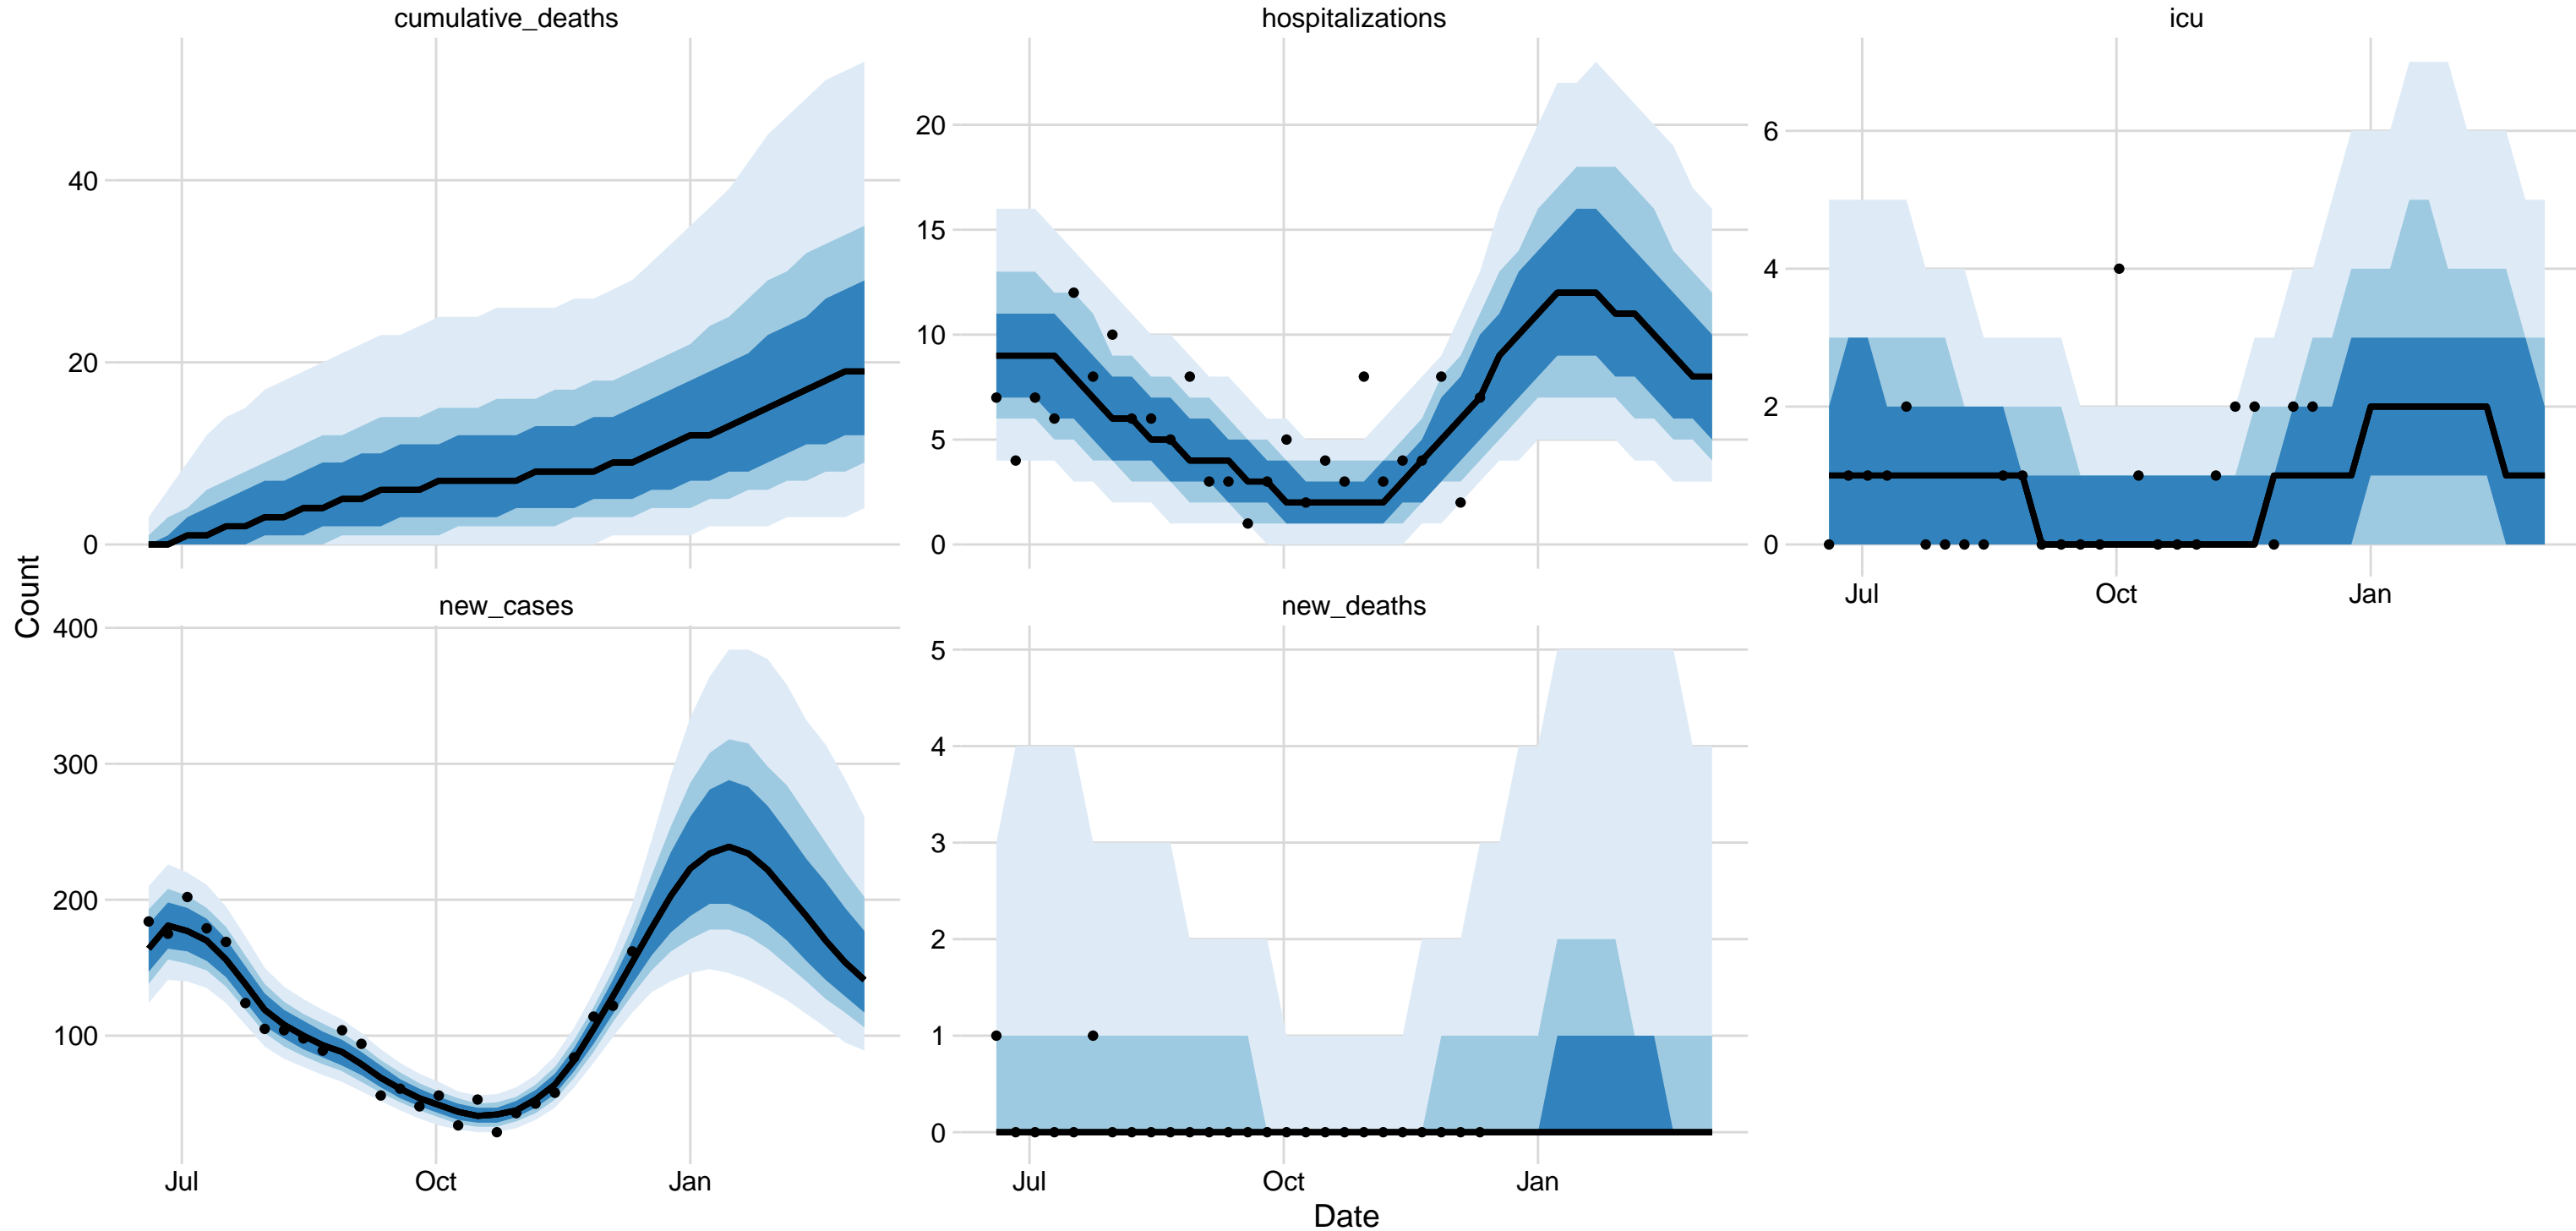 cumulative_deaths
hospitalizations
icu
40
20
0
20
15
10
5
0
6
4
2
0
Jul Oct Jan
Count
new_cases
new_deaths
400
300
200
100
5
4
3
2
1
0
Jul Oct Jan
Jul Oct Jan
Date